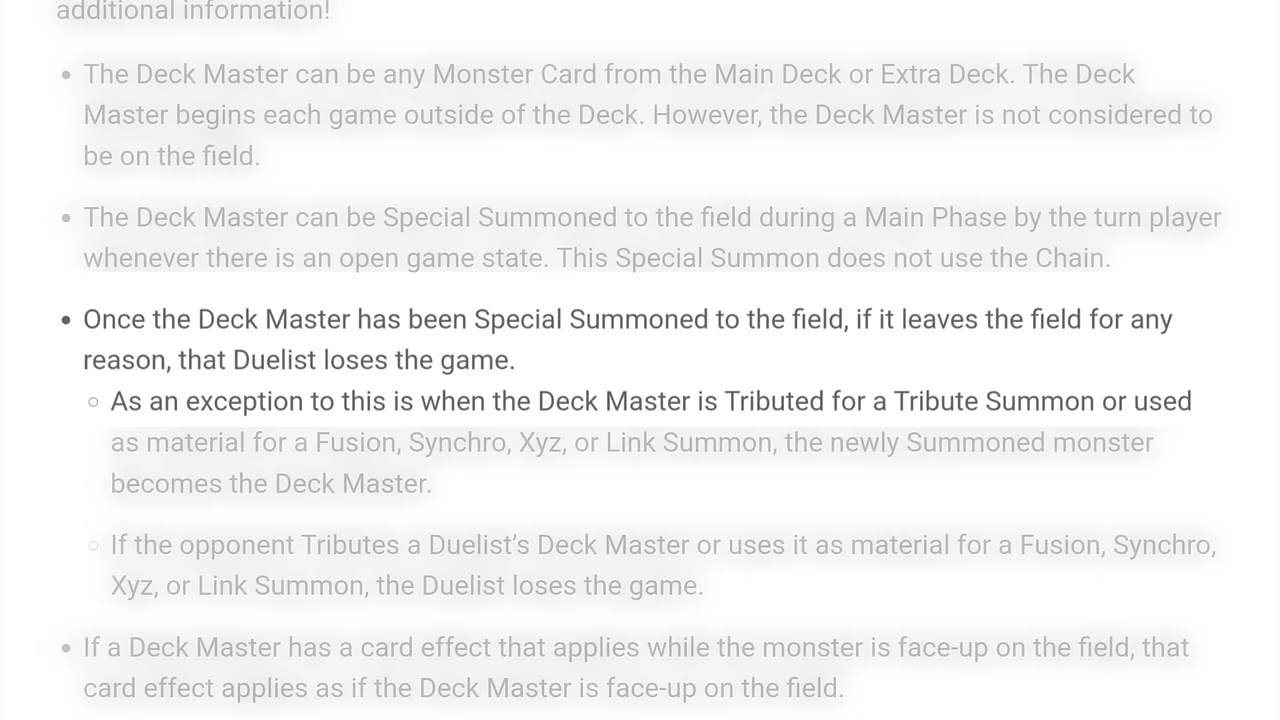 additional information!
• The Deck Master can be any Monster Card from the Main Deck or Extra Deck. The Deck
Master begins each game outside of the Deck. However, the Deck Master is not considered to
be on the field.
• The Deck Master can be Special Summoned to the field during a Main Phase by the turn player
whenever there is an open game state. This Special Summon does not use the Chain.
• Once the Deck Master has been Special Summoned to the field, if it leaves the field for any
reason, that Duelist loses the game.
○ As an exception to this is when the Deck Master is Tributed for a Tribute Summon or used
as material for a Fusion, Synchro, Xyz, or Link Summon, the newly Summoned monster
becomes the Deck Master.
○ If the opponent Tributes a Duelist’s Deck Master or uses it as material for a Fusion, Synchro,
Xyz, or Link Summon, the Duelist loses the game.
• If a Deck Master has a card effect that applies while the monster is face-up on the field, that
card effect applies as if the Deck Master is face-up on the field.